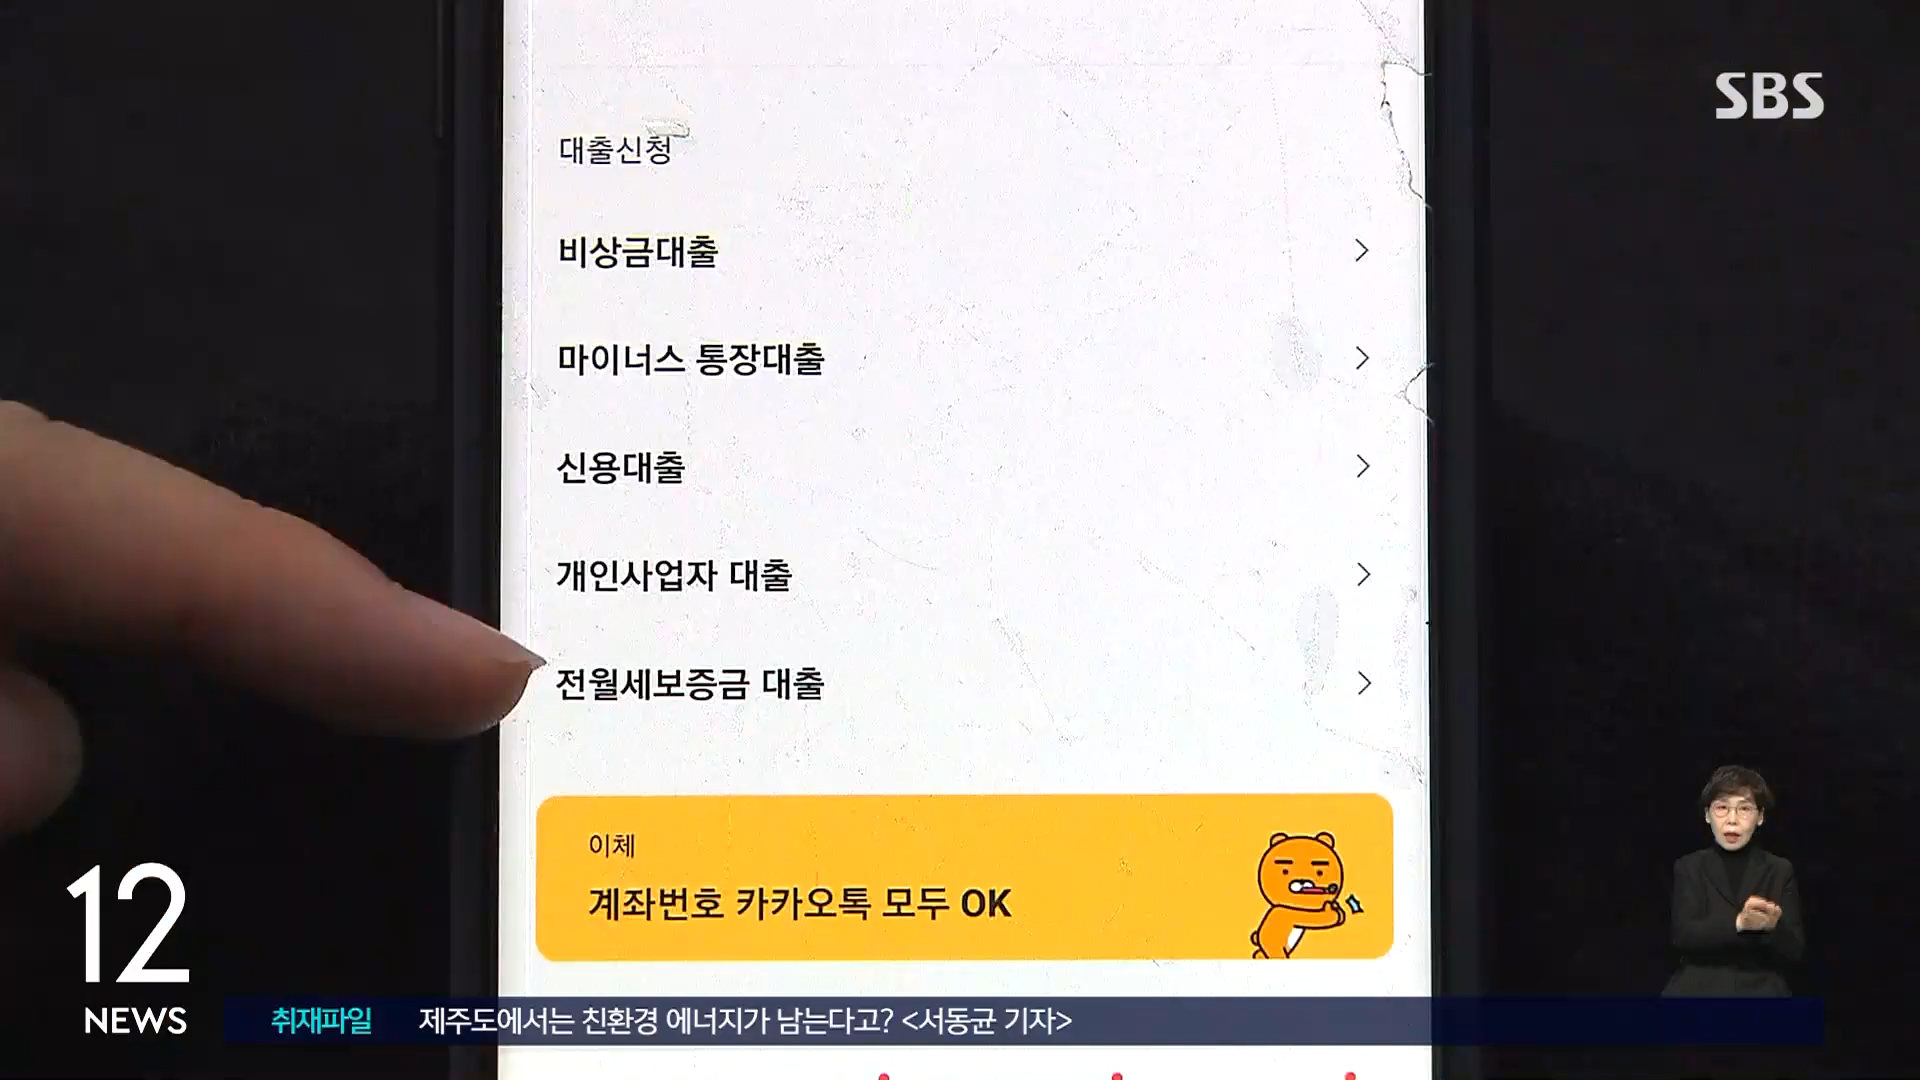 SBS
대출신청
비상금대출
마이너스 통장대출
신용대출
개인사업자 대출
전월세보증금 대출
이체
계좌번호 카카오톡 모두 OK
12
NEWS
취재파일 제주도에서는 친환경 에너지가 남는다고? <서동균 기자>